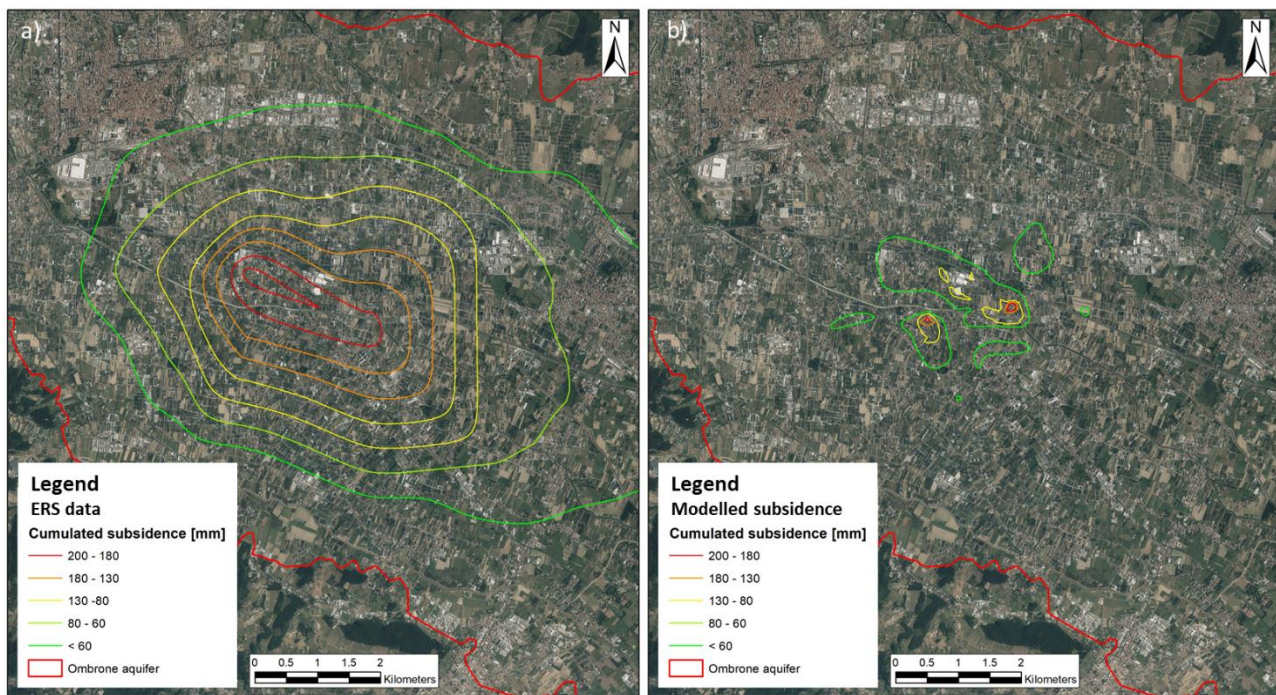 a)
N
Legend
ERS data
Cumulated subsidence [mm]
200 - 180
180 - 130
130 -80
80 - 60
< 60
Ombrone aquifer
0 0.5 1 1.5 2
Kilometers
b)
N
Legend
Modelled subsidence
Cumulated subsidence [mm]
200 - 180
180 - 130
130 - 80
80 - 60
< 60
Ombrone aquifer
0 0.5 1 1.5 2
Kilometers